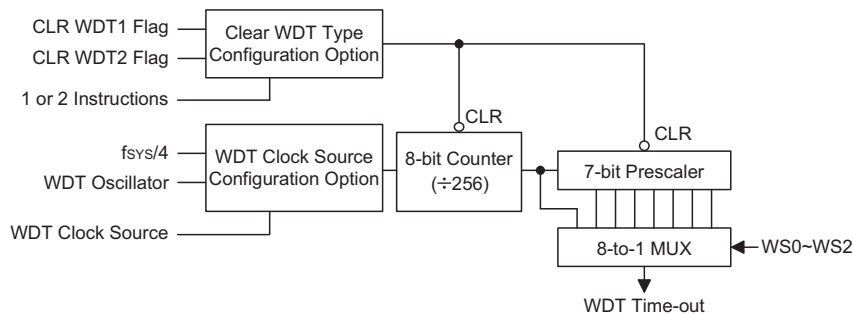 CLR WDT1 Flag
CLR WDT2 Flag
1 or 2 Instructions
Clear WDT Type
Configuration Option
CLR
CLR
fSYS/4
WDT Oscillator
WDT Clock Source
WDT Clock Source
Configuration Option
8-bit Counter
(÷256)
7-bit Prescaler
8-to-1 MUX
WS0~WS2
WDT Time-out